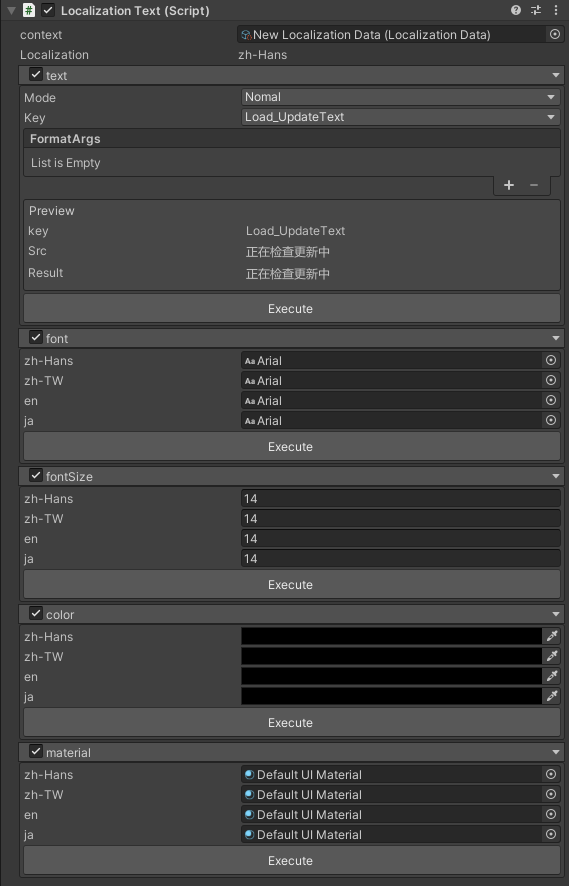 Localization Text (Script)
context New Localization Data (Localization Data)
Localization zh-Hans
text
Mode Nomal
Key Load_UpdateText
FormatArgs
List is Empty
Preview
key Load_UpdateText
Src 正在检查更新中
Result 正在检查更新中
Execute
font
zh-Hans Aa Arial
zh-TW Aa Arial
en Aa Arial
ja Aa Arial
Execute
fontSize
zh-Hans 14
zh-TW 14
en 14
ja 14
Execute
color
zh-Hans
zh-TW
en
ja
Execute
material
zh-Hans Default UI Material
zh-TW Default UI Material
en Default UI Material
ja Default UI Material
Execute